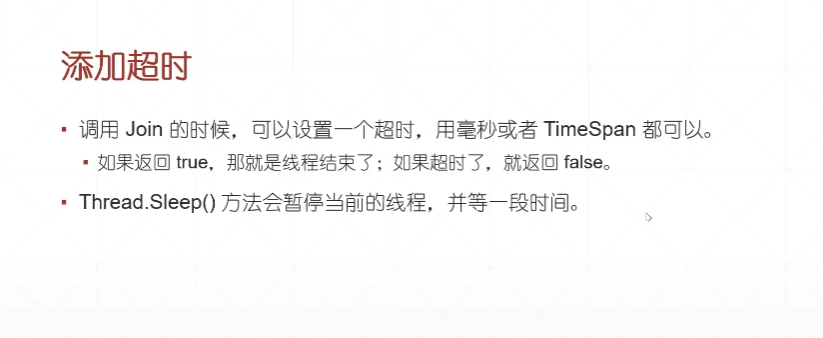 添加超时
▪ 调用 Join 的时候，可以设置一个超时，用毫秒或者 TimeSpan 都可以。
▪ 如果返回 true，那就是线程结束了；如果超时了，就返回 false。
▪ Thread.Sleep() 方法会暂停当前的线程，并等一段时间。